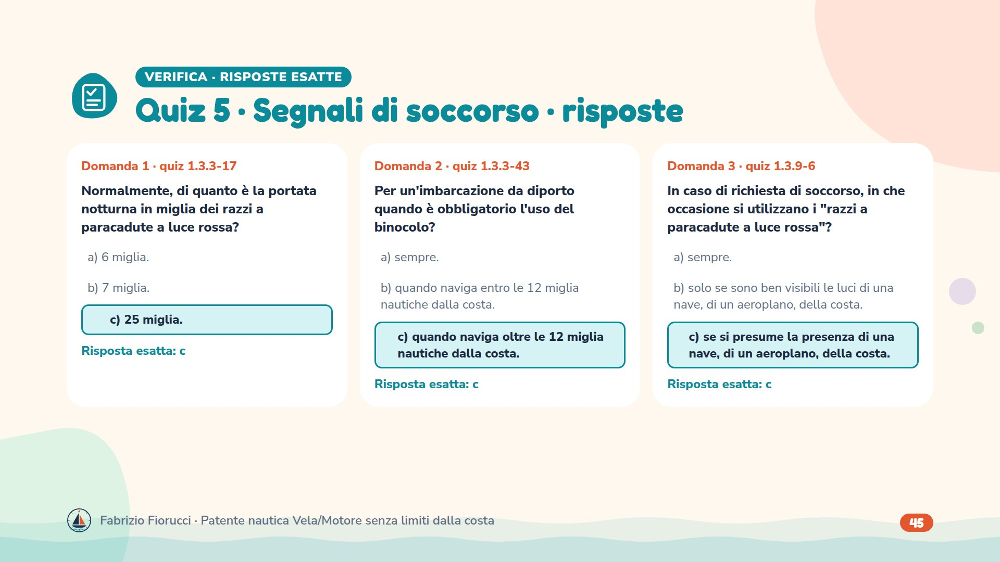 VERIFICA · RISPOSTE ESATTE
Quiz 5 · Segnali di soccorso · risposte
Domanda 1 · quiz 1.3.3-17
Normalmente, di quanto è la portata
notturna in miglia dei razzi a
paracadute a luce rossa?
a) 6 miglia.
b) 7 miglia.
c) 25 miglia.
Risposta esatta: c
Domanda 2 · quiz 1.3.3-43
Per un'imbarcazione da diporto
quando è obbligatorio l'uso del
binocolo?
a) sempre.
b) quando naviga entro le 12 miglia
nautiche dalla costa.
c) quando naviga oltre le 12 miglia
nautiche dalla costa.
Risposta esatta: c
Domanda 3 · quiz 1.3.9-6
In caso di richiesta di soccorso, in che
occasione si utilizzano i "razzi a
paracadute a luce rossa"?
a) sempre.
b) solo se sono ben visibili le luci di una
nave, di un aeroplano, della costa.
c) se si presume la presenza di una
nave, di un aeroplano, della costa.
Risposta esatta: c
Fabrizio Fiorucci · Patente nautica Vela/Motore senza limiti dalla costa
45